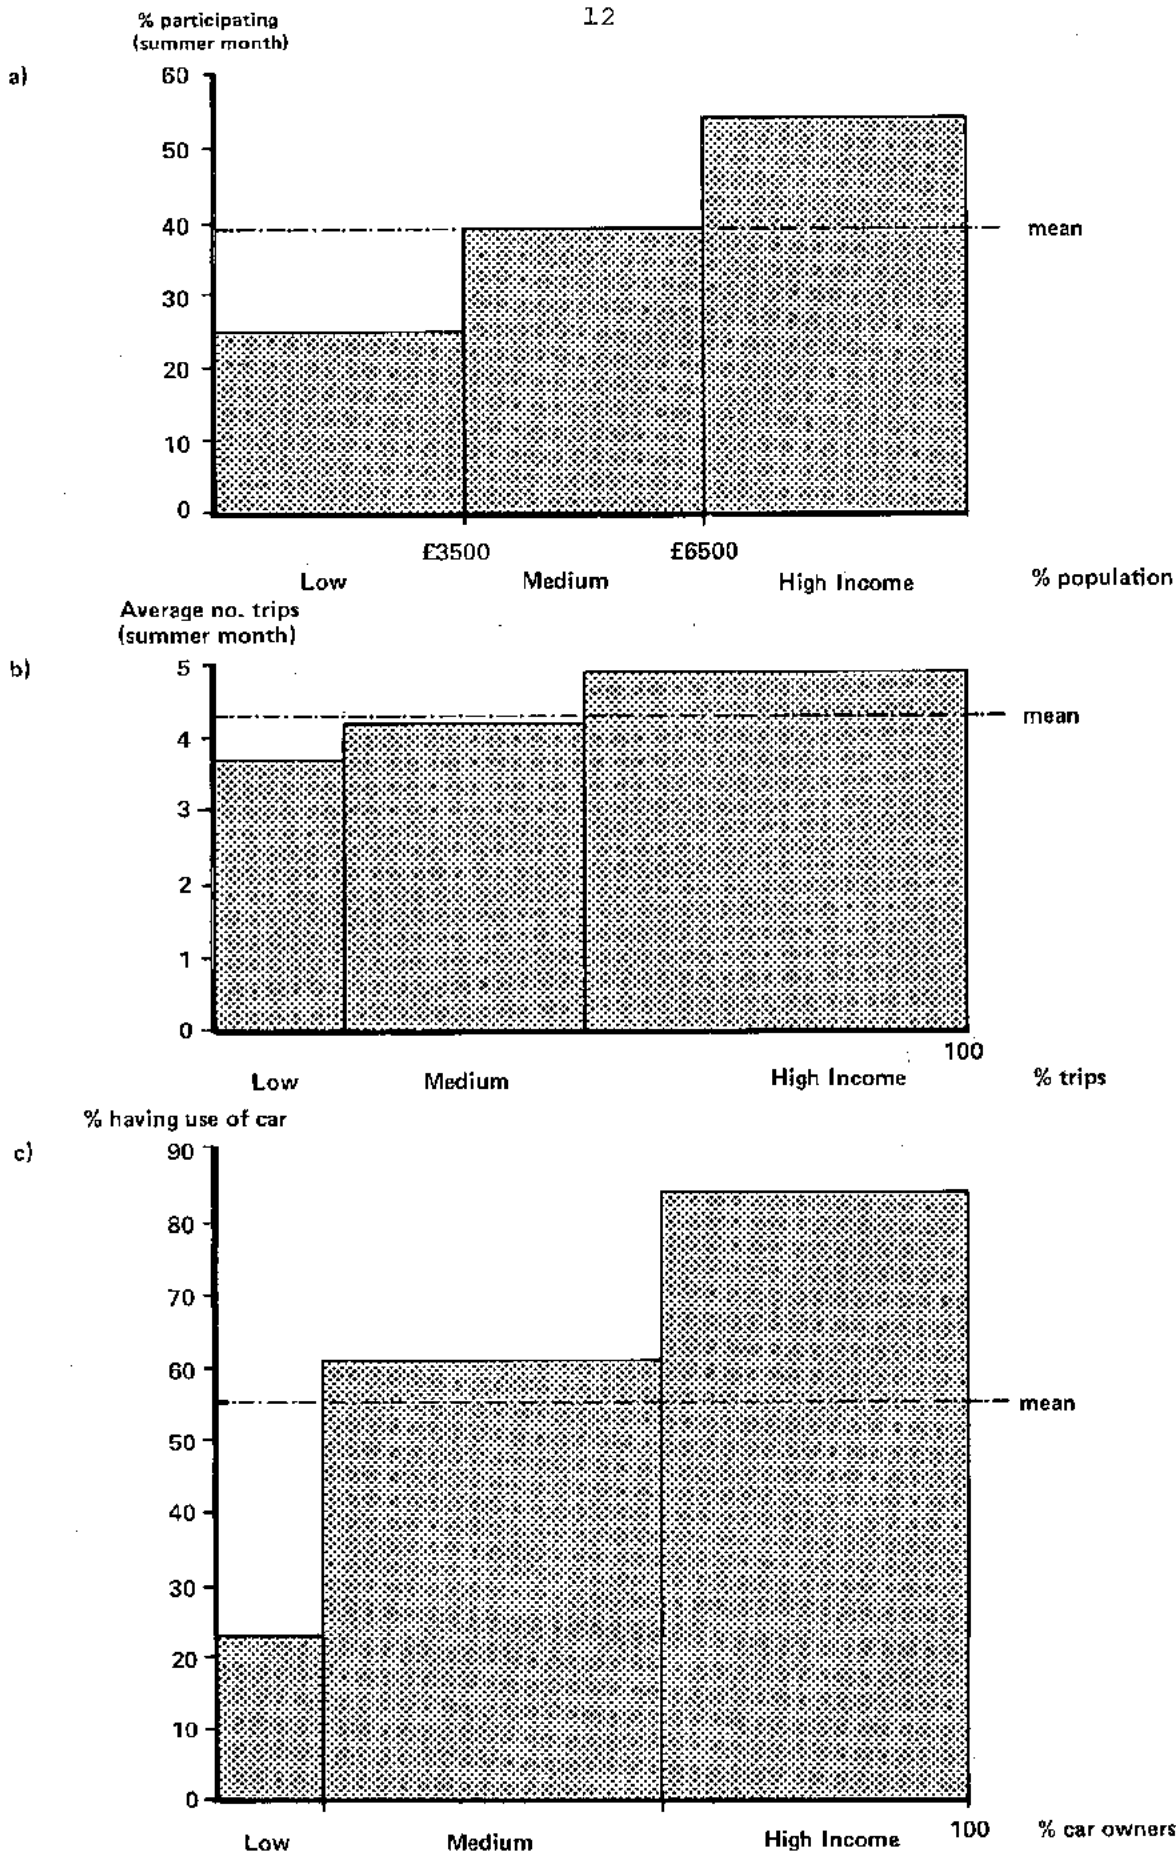 12
% participating
(summer month)
a)
60
50
40
mean
30
20
10
0
£3500 £6500
Low Medium High Income % population
Average no. trips
(summer month)
b)
5
mean
4
3
2
1
0
100
Low Medium High Income % trips
% having use of car
c)
90
80
70
60
mean
50
40
30
20
10
0
100
Low Medium High Income % car owners